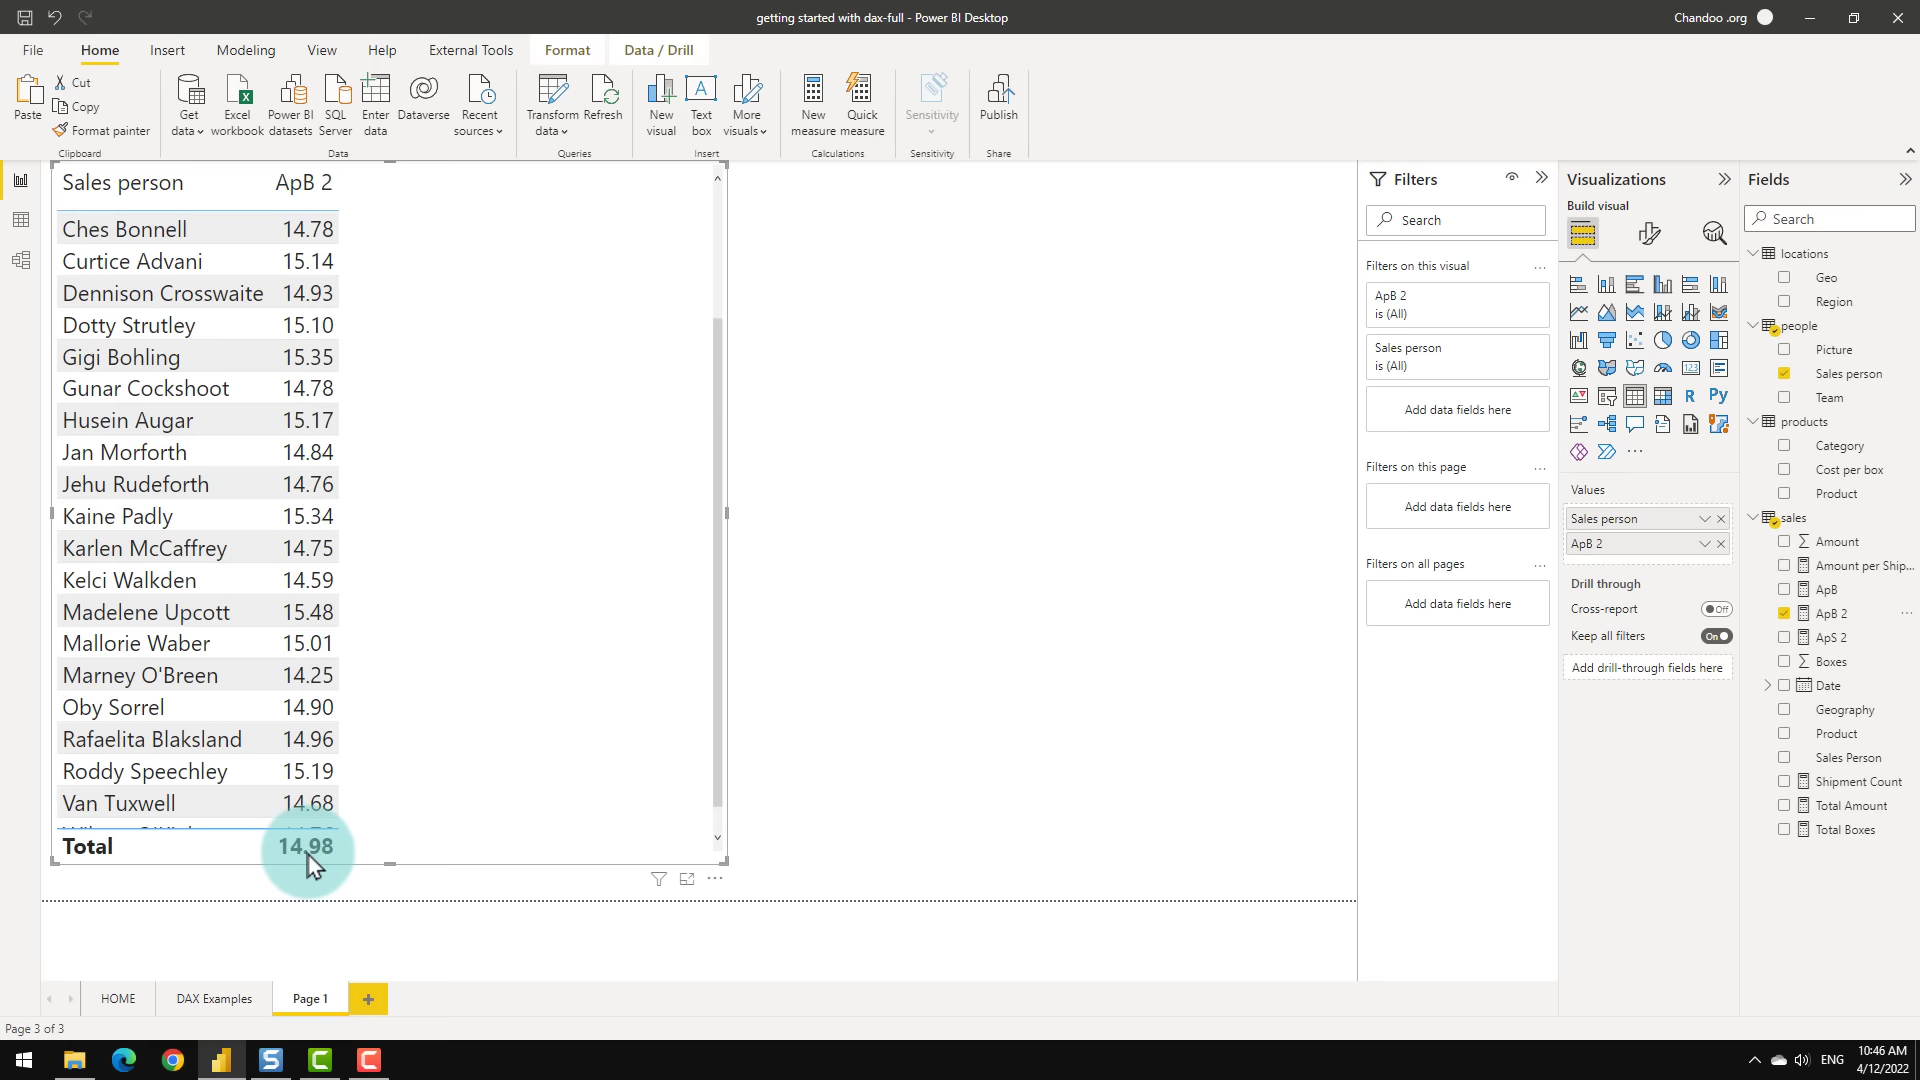 getting started with dax-full - Power BI Desktop
Chandoo .org
File
Home
Insert
Modeling
View
Help
External Tools
Format
Data / Drill
Paste
Cut
Copy
Format painter
Clipboard
Get data
Excel workbook
Power BI datasets
SQL Server
Enter data
Dataverse
Recent sources
Data
Transform data
Refresh
Queries
New visual
A
Text box
More visuals
Insert
New measure
Quick measure
Calculations
Sensitivity
Sensitivity
Publish
Share
Sales person ApB 2
Ches Bonnell 14.78
Curtice Advani 15.14
Dennison Crosswaite 14.93
Dotty Strutley 15.10
Gigi Bohling 15.35
Gunar Cockshoot 14.78
Husein Augar 15.17
Jan Morforth 14.84
Jehu Rudeforth 14.76
Kaine Padly 15.34
Karlen McCaffrey 14.75
Kelci Walkden 14.59
Madelene Upcott 15.48
Mallorie Waber 15.01
Marney O'Breen 14.25
Oby Sorrel 14.90
Rafaelita Blaksland 14.96
Roddy Speechley 15.19
Van Tuxwell 14.68
Total 14.98
Filters
Search
Filters on this visual
ApB 2
is (All)
Sales person
is (All)
Add data fields here
Filters on this page
Add data fields here
Filters on all pages
Add data fields here
Visualizations
Build visual
123
R
Py
Values
Sales person
ApB 2
Drill through
Cross-report
Off
Keep all filters
On
Add drill-through fields here
Fields
Search
locations
Geo
Region
people
Picture
Sales person
Team
products
Category
Cost per box
Product
sales
Amount
Amount per Ship...
ApB
ApB 2
ApS 2
Boxes
Date
Geography
Product
Sales Person
Shipment Count
Total Amount
Total Boxes
HOME
DAX Examples
Page 1
Page 3 of 3
ENG
10:46 AM
4/12/2022